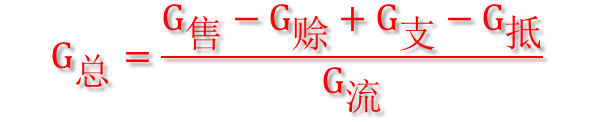 G总 = (G售 − G赊 + G支 − G抵) / G流